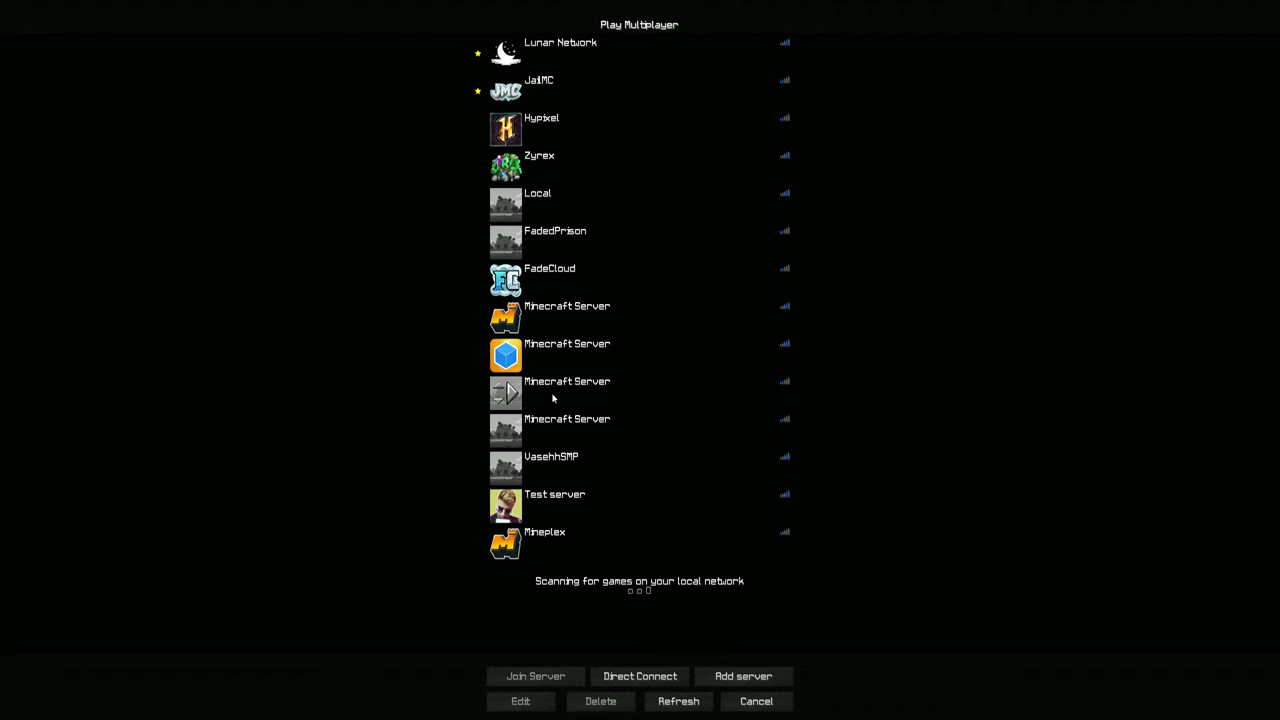 Play Multiplayer
Lunar Network
JailMC
JMC
Hypixel
H
Zyrex
Local
FadedPrison
FadeCloud
FC
Minecraft Server
M
Minecraft Server
Minecraft Server
Minecraft Server
VasehhSMP
Test server
Mineplex
M
Scanning for games on your local network
Join Server Direct Connect Add server
Edit Delete Refresh Cancel